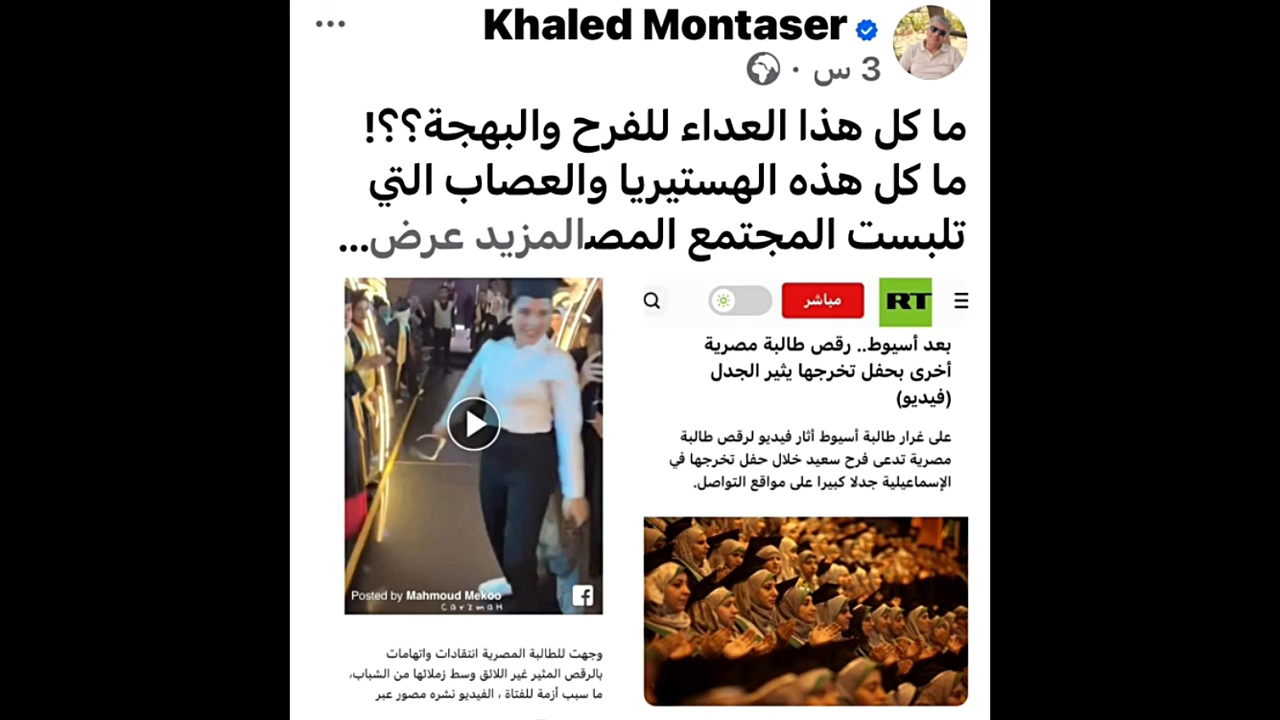 Khaled Montaser
3 س ·
ما كل هذا العداء للفرح والبهجة؟؟!
ما كل هذه الهستيريا والعصاب التي
تلبست المجتمع المصالمزيد عرض...
RT
مباشر
بعد أسيوط.. رقص طالبة مصرية
أخرى بحفل تخرجها يثير الجدل
(فيديو)
على غرار طالبة أسيوط أثار فيديو لرقص طالبة
مصرية تدعى فرح سعيد خلال حفل تخرجها في
الإسماعيلية جدلا كبيرا على مواقع التواصل.
Posted by Mahmoud Mekoo
carzmaH
وجهت للطالبة المصرية انتقادات واتهامات
بالرقص المثير غير اللائق وسط زملائها من الشباب،
ما سبب أزمة للفتاة ، الفيديو نشره مصور عبر